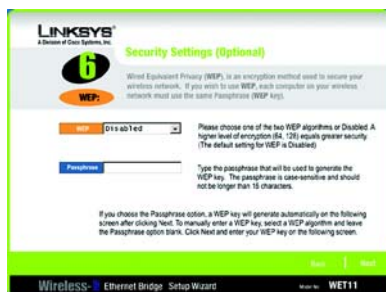 LINKSYS®
A Division of Cisco Systems, Inc.
6
WEP:
Security Settings (Optional)
Wired Equivalent Privacy (WEP), is an encryption method used to secure your
wireless network. If you wish to use WEP, each computer on your wireless
network must use the same Passphrase (WEP key).
WEP
Disabled
Please choose one of the two WEP algorithms or Disabled. A
higher level of encryption (64, 128) equals greater security
(The default setting for WEP is Disabled)
Passphrase
Type the passphrase that will be used to generate the
WEP key. The passphrase is case-sensitive and should
not be longer than 16 characters.
If you choose the Passphrase option, a WEP key will generate automatically on the following
screen after clicking Next. To manually enter a WEP key, select a WEP algorithm and leave
the Passphrase option blank. Click Next and enter your WEP key on the following screen.
Back
Next
Wireless-B Ethernet Bridge Setup Wizard
Model No. WET11